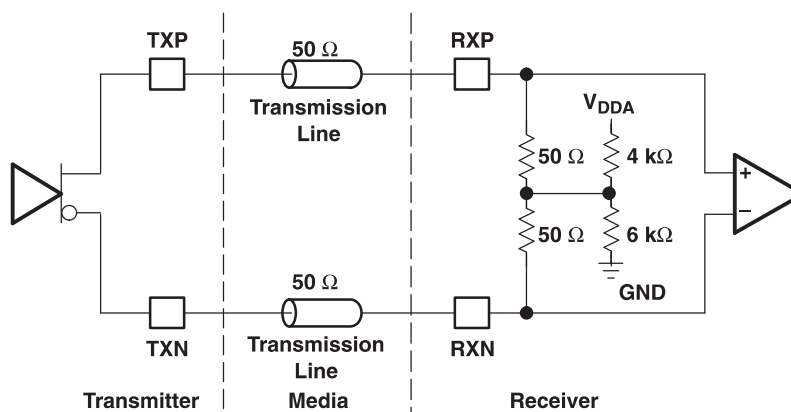 TXP
50 Ω
RXP
Transmission
Line
V_DDA
50 Ω
4 kΩ
+
−
50 Ω
6 kΩ
50 Ω
GND
TXN
Transmission
Line
RXN
Transmitter
Media
Receiver